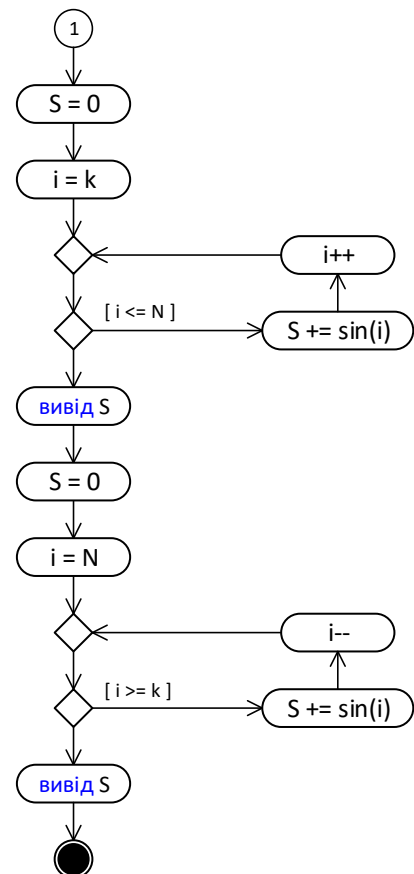 1
S = 0
i = k
i++
[ i <= N ]
S += sin(i)
вивід S
S = 0
i = N
i--
[ i >= k ]
S += sin(i)
вивід S